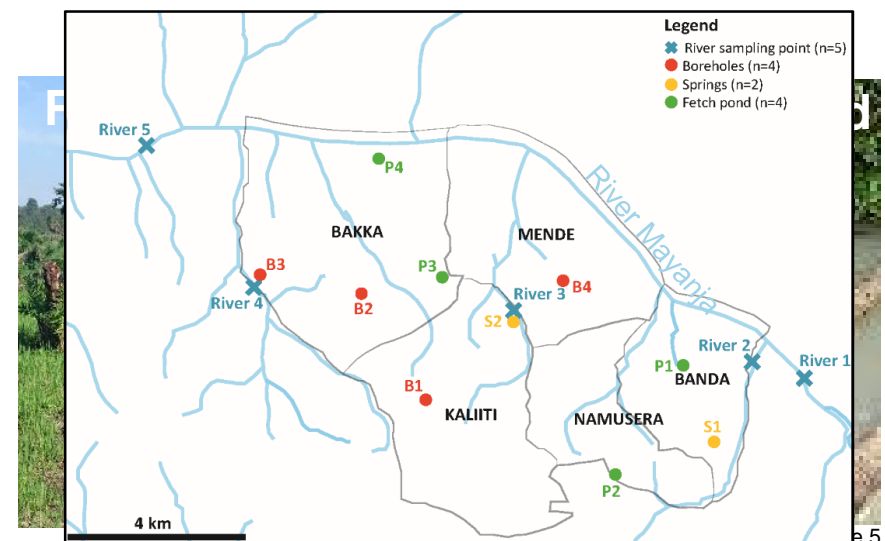 Legend
River sampling point (n=5)
Boreholes (n=4)
Springs (n=2)
Fetch pond (n=4)
F
d
River 5
P4
River Mayanja
BAKKA
MENDE
B3
P3
B4
River 4
B2
River 3
S2
River 2
River 1
P1
BANDA
B1
KALIITI
NAMUSERA
S1
P2
4 km
e 5